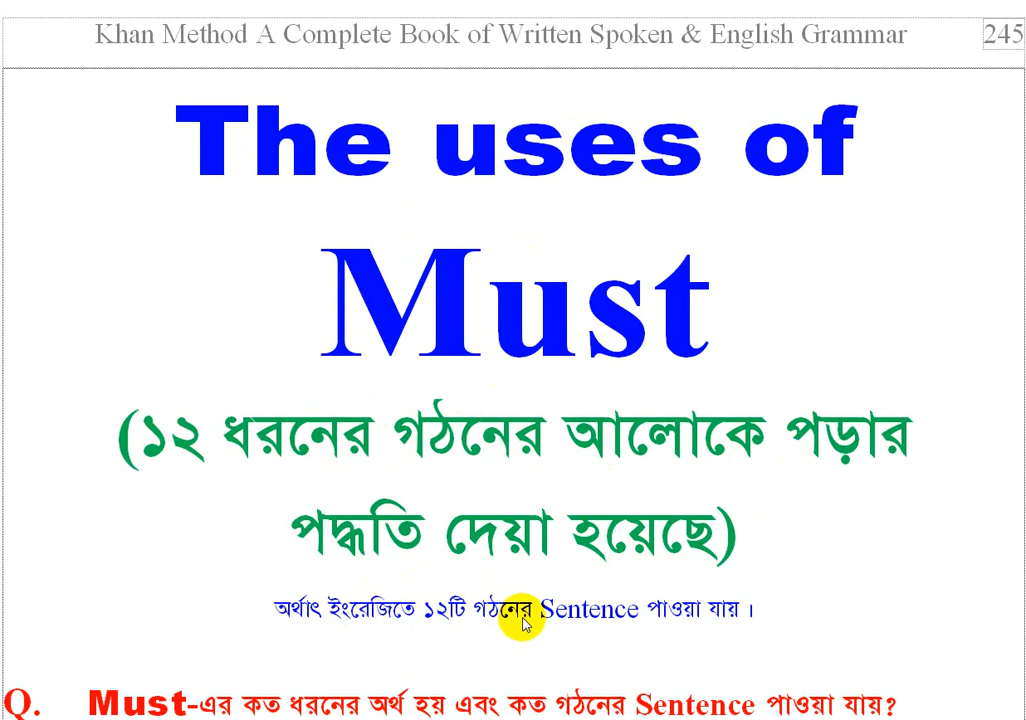 Khan Method A Complete Book of Written Spoken & English Grammar 245
The uses of
Must
(১২ ধরনের গঠনের আলোকে পড়ার
পদ্ধতি দেয়া হয়েছে)
অর্থাৎ ইংরেজিতে ১২টি গঠনের Sentence পাওয়া যায়।
Q. Must-এর কত ধরনের অর্থ হয় এবং কত গঠনের Sentence পাওয়া যায়?